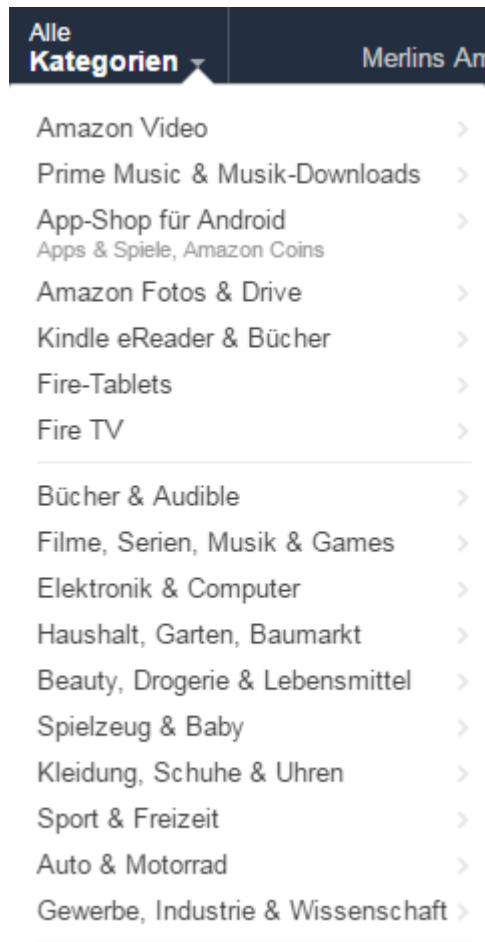 Alle
Kategorien
Merlins Am
Amazon Video
Prime Music & Musik-Downloads
App-Shop für Android
Apps & Spiele, Amazon Coins
Amazon Fotos & Drive
Kindle eReader & Bücher
Fire-Tablets
Fire TV
Bücher & Audible
Filme, Serien, Musik & Games
Elektronik & Computer
Haushalt, Garten, Baumarkt
Beauty, Drogerie & Lebensmittel
Spielzeug & Baby
Kleidung, Schuhe & Uhren
Sport & Freizeit
Auto & Motorrad
Gewerbe, Industrie & Wissenschaft